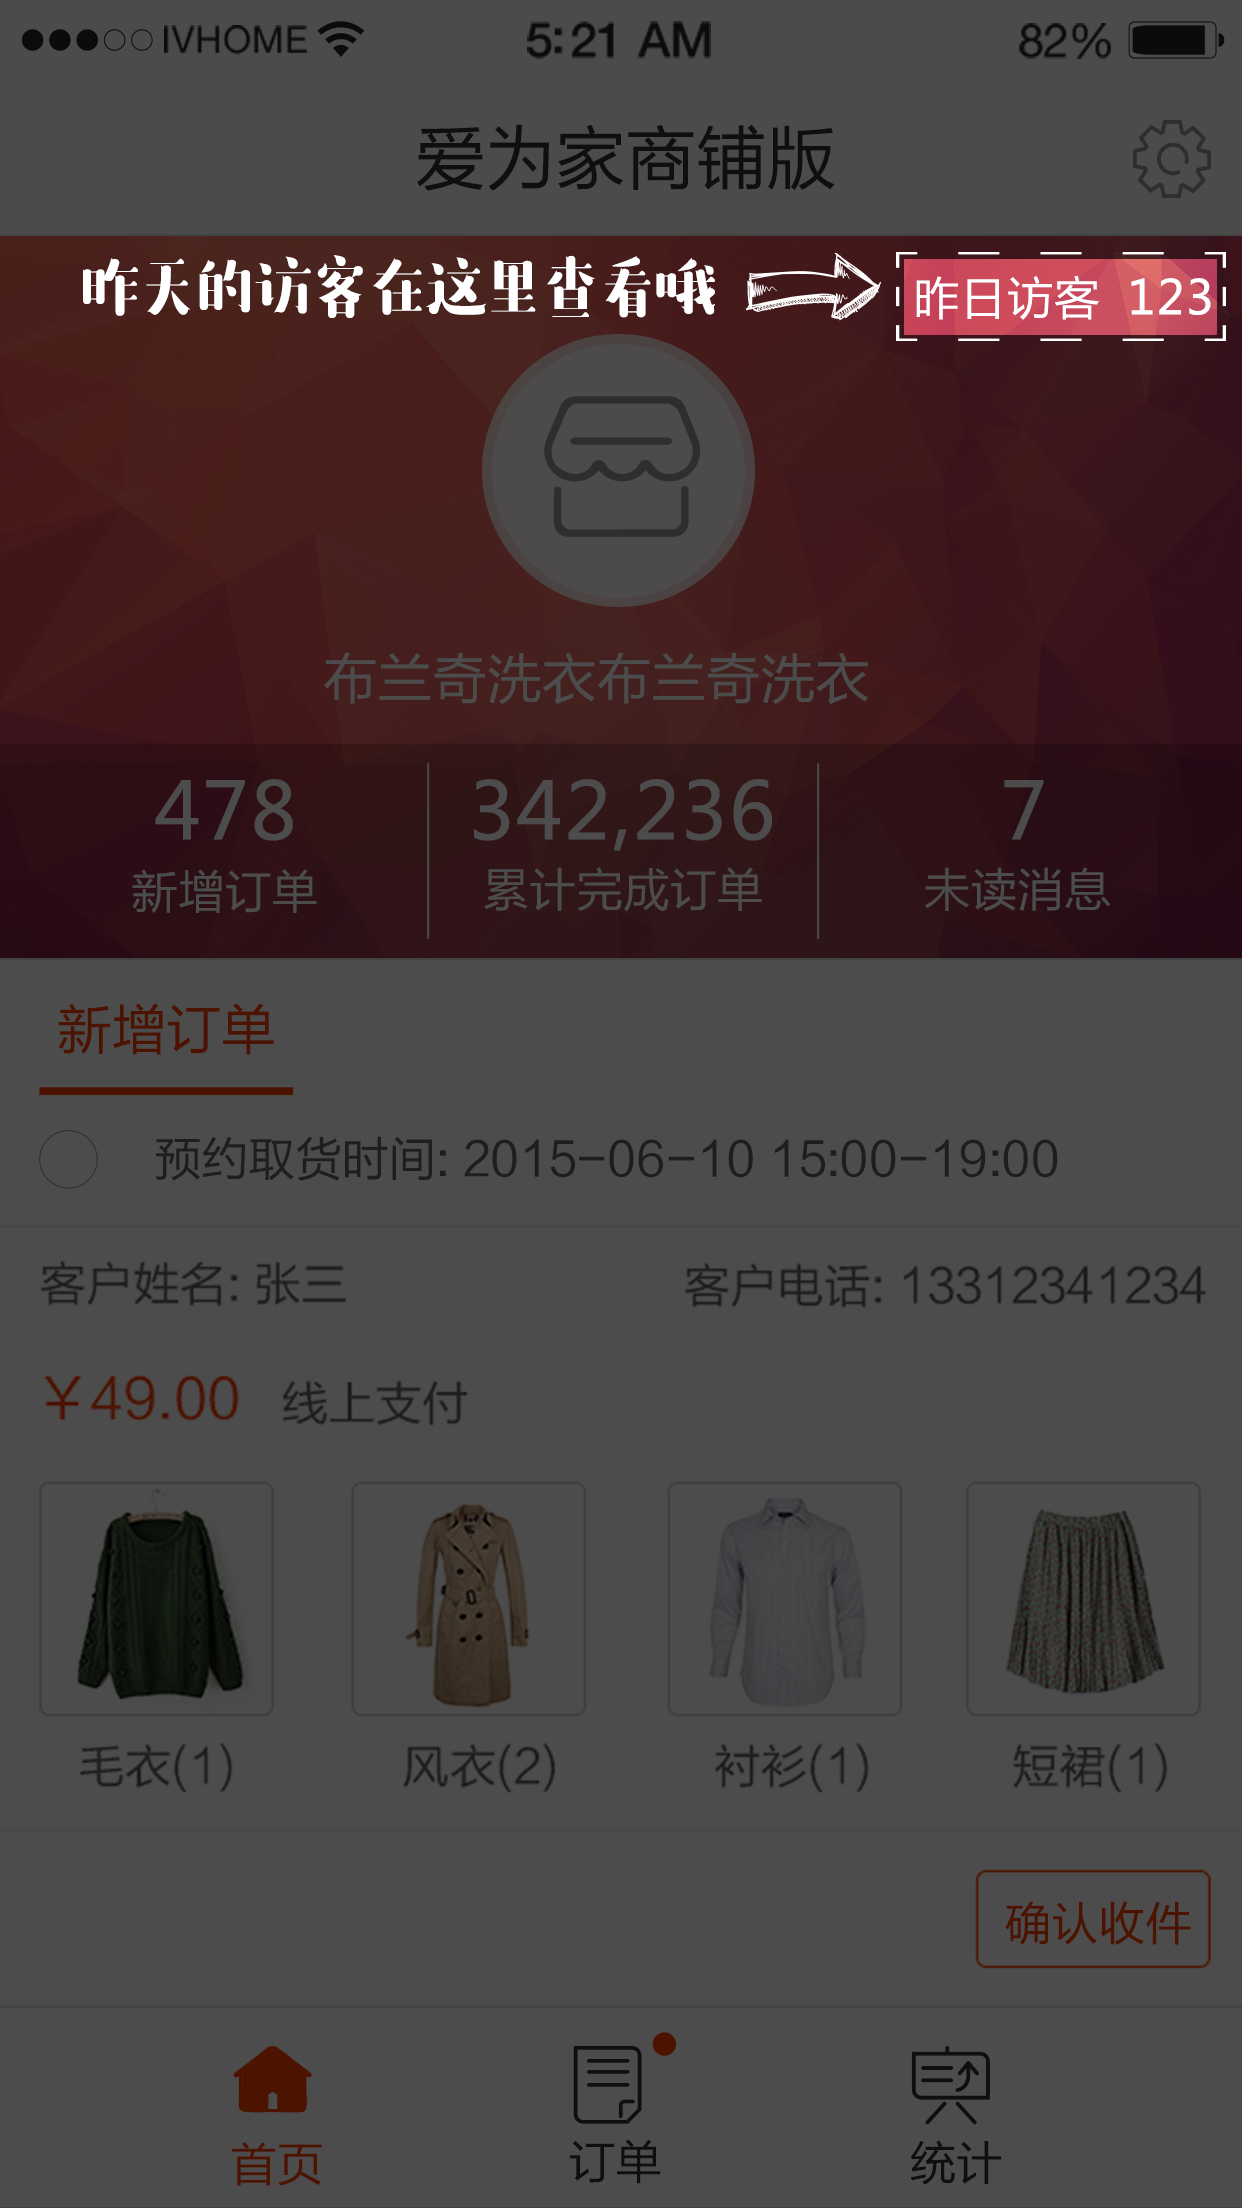 IVHOME 5:21 AM 82%
爱为家商铺版
昨天的访客在这里查看哦 昨日访客 123
布兰奇洗衣布兰奇洗衣
478 342,236 7
新增订单 累计完成订单 未读消息
新增订单
预约取货时间: 2015-06-10 15:00-19:00
客户姓名: 张三 客户电话: 13312341234
￥49.00 线上支付
毛衣(1) 风衣(2) 衬衫(1) 短裙(1)
确认收件
首页 订单 统计